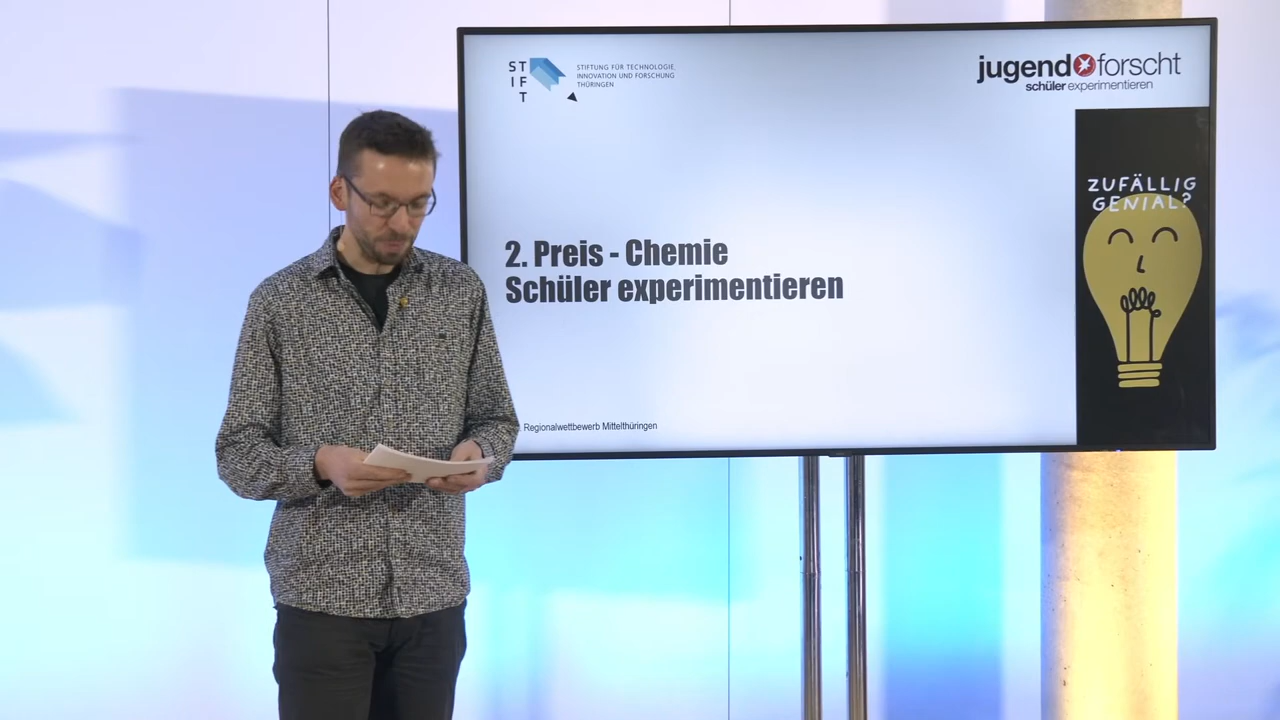 ST
IF
T
STIFTUNG FÜR TECHNOLOGIE,
INNOVATION UND FORSCHUNG
THÜRINGEN
jugend forscht
schüler experimentieren
ZUFÄLLIG
GENIAL?
2. Preis - Chemie
Schüler experimentieren
Regionalwettbewerb Mittelthüringen